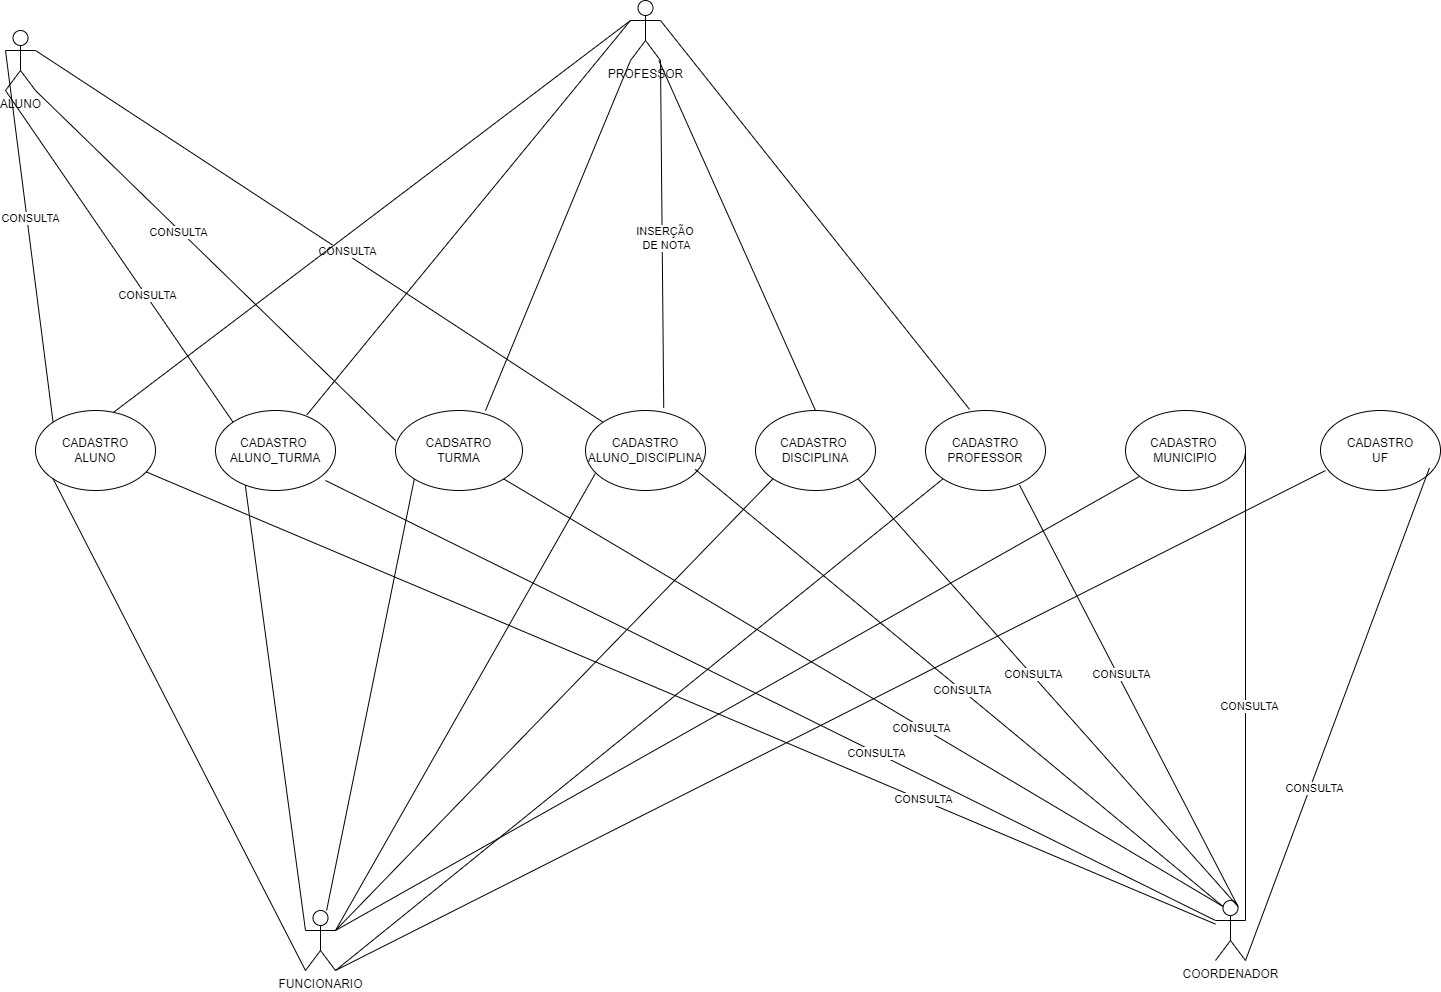 PROFESSOR
ALUNO
CONSULTA
CONSULTA
CONSULTA
CONSULTA
INSERÇÃO
DE NOTA
CADASTRO
ALUNO
CADASTRO
ALUNO_TURMA
CADSATRO
TURMA
CADASTRO
ALUNO_DISCIPLINA
CADASTRO
DISCIPLINA
CADASTRO
PROFESSOR
CADASTRO
MUNICIPIO
CADASTRO
UF
CONSULTA
CONSULTA
CONSULTA
CONSULTA
CONSULTA
CONSULTA
CONSULTA
CONSULTA
FUNCIONARIO
COORDENADOR